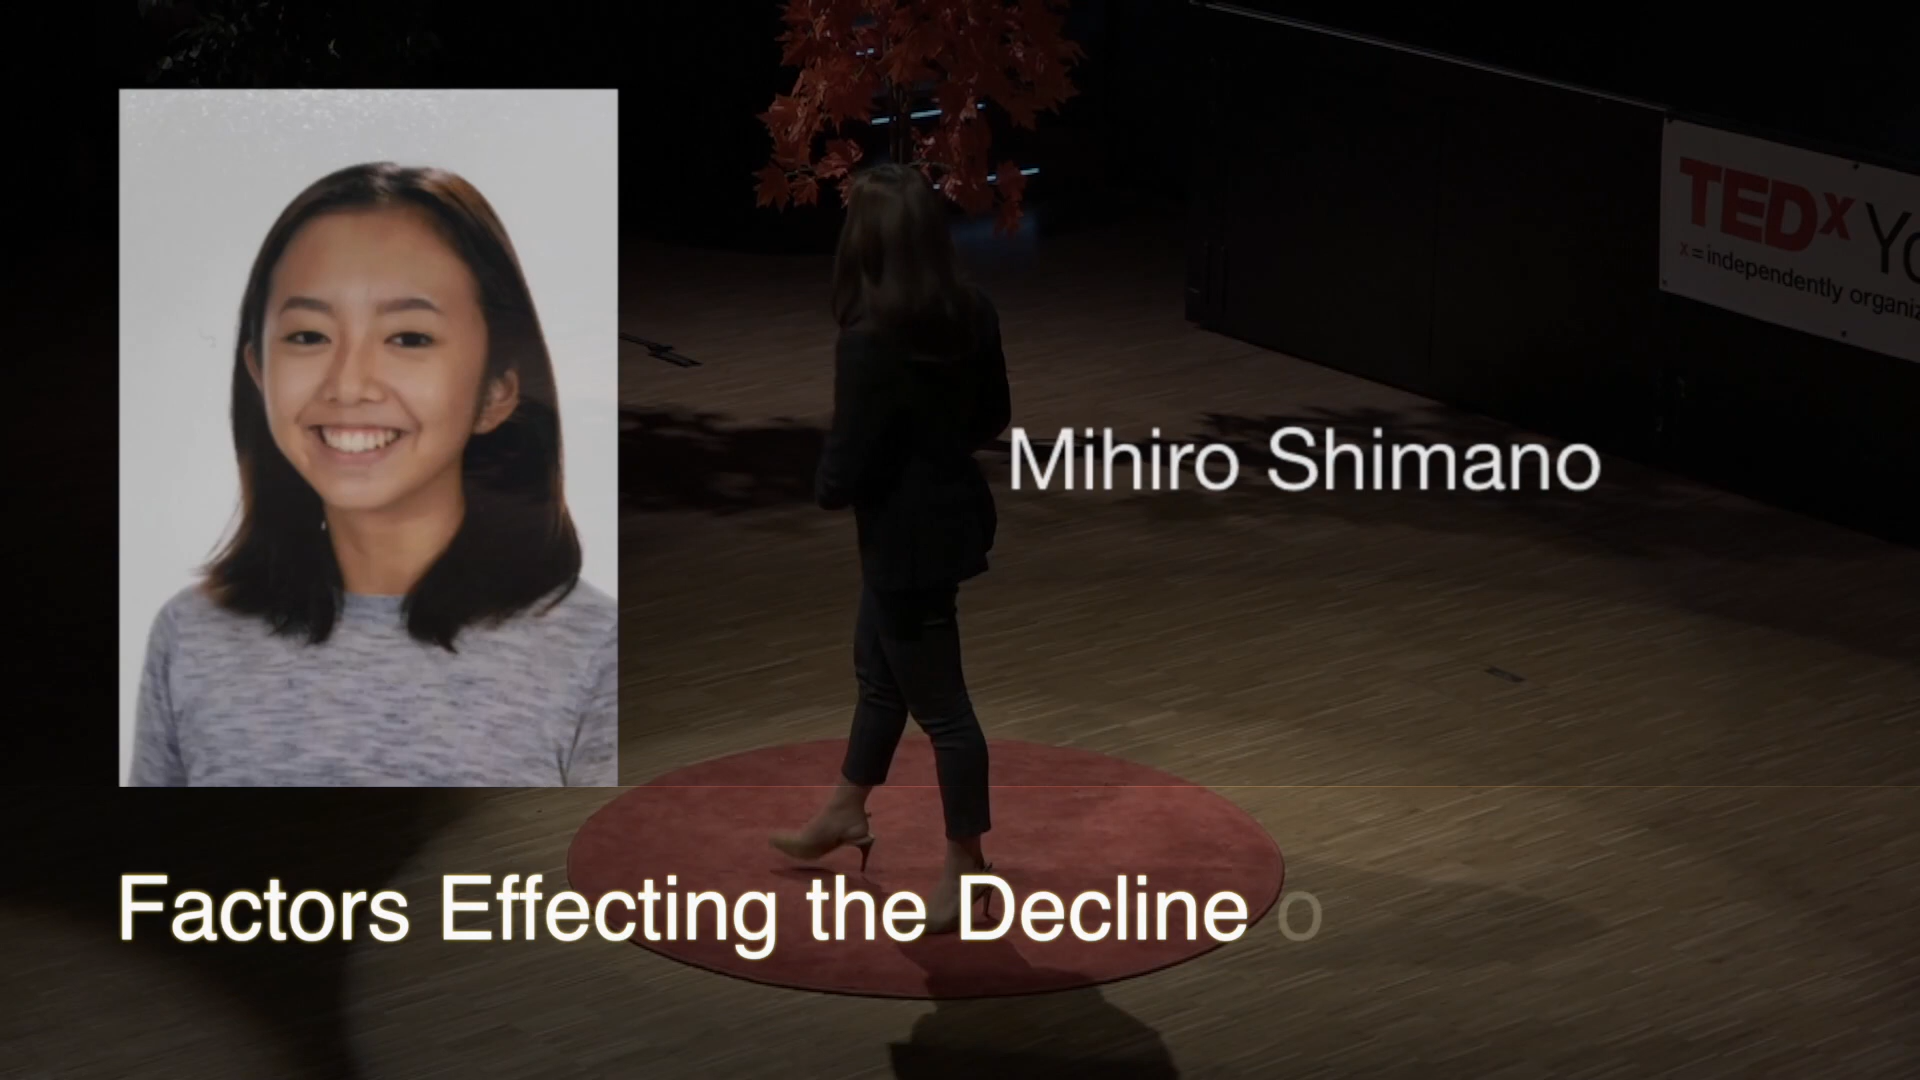 TEDx Yo
x = independently organiz
Mihiro Shimano
Factors Effecting the Decline o